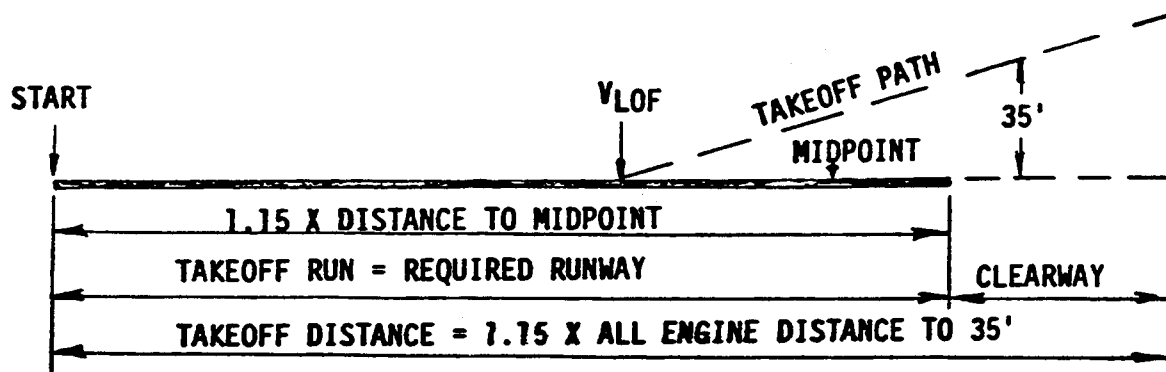 START
V_LOF
TAKEOFF PATH
35'
MIDPOINT
1.15 X DISTANCE TO MIDPOINT
TAKEOFF RUN = REQUIRED RUNWAY
CLEARWAY
TAKEOFF DISTANCE = 1.15 X ALL ENGINE DISTANCE TO 35'